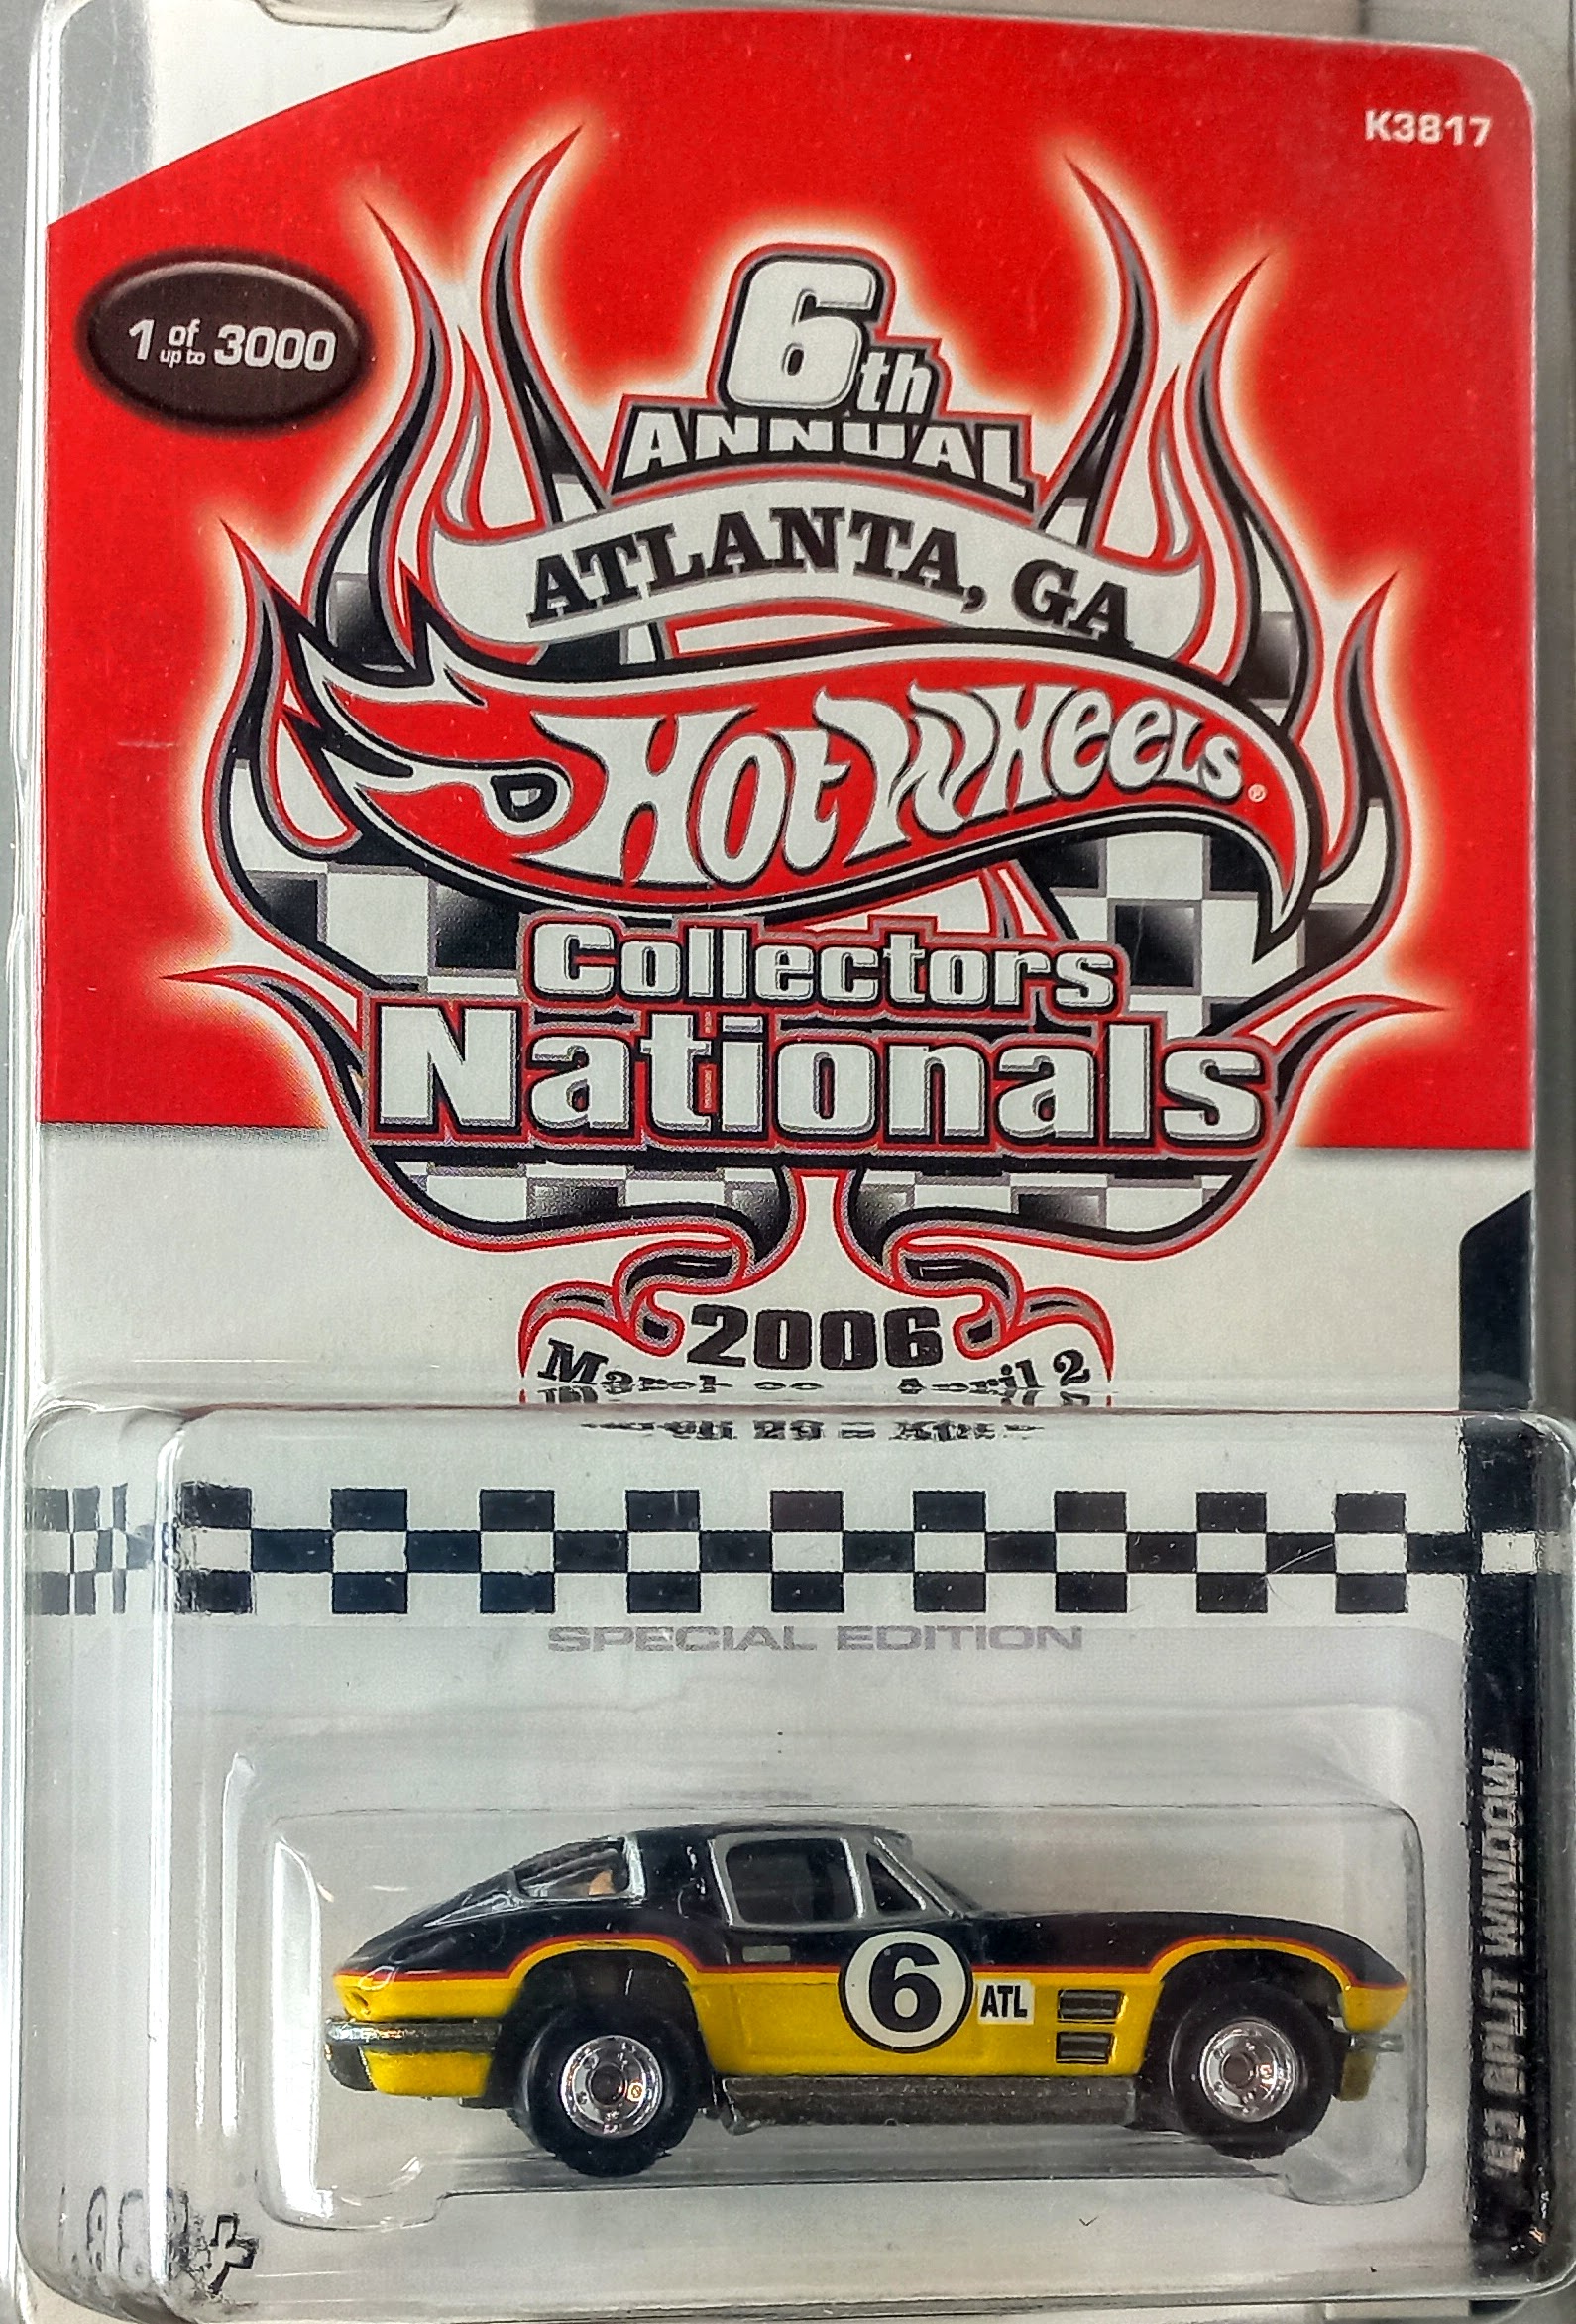 K3817
1 of up to 3000
6th
ANNUAL
ATLANTA, GA
Hot Wheels®
Collectors
Nationals
2006
March April 2
SPECIAL EDITION
6
ATL
SPLIT WINDOW